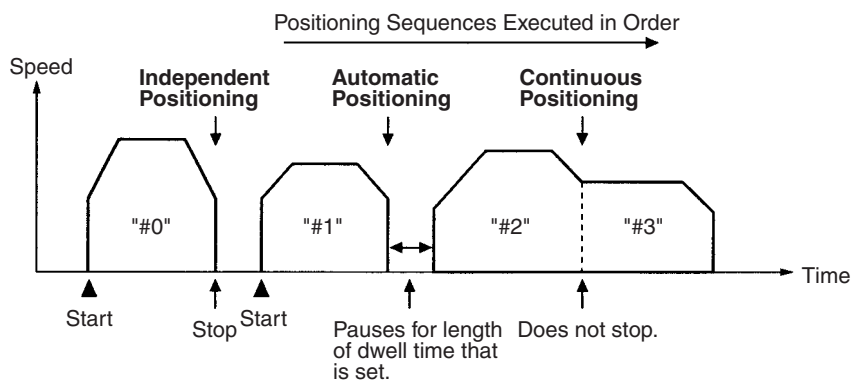 Positioning Sequences Executed in Order
Speed
Independent
Positioning
Automatic
Positioning
Continuous
Positioning
"#0"
"#1"
"#2"
"#3"
Time
Start
Stop
Start
Pauses for length
of dwell time that
is set.
Does not stop.